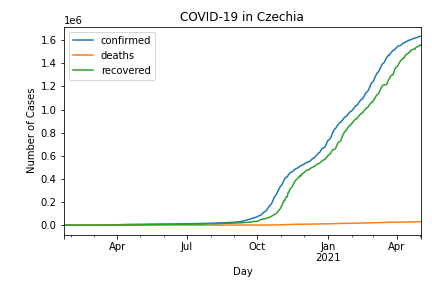 COVID-19 in Czechia
1e6
confirmed
deaths
recovered
1.6
1.4
1.2
1.0
0.8
0.6
0.4
0.2
0.0
Number of Cases
Apr Jul Oct Jan Apr
2021
Day